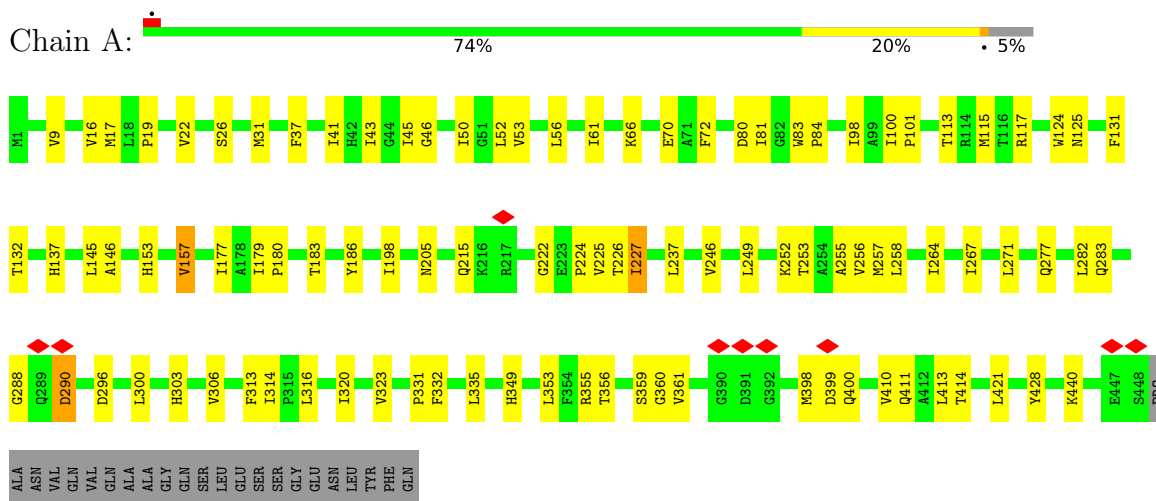 Chain A:
•
74%
20%
•
5%
M1 V9 V16 M17 L18 P19 V22 S26 M31 F37 I41 H42 I43 G44 I45 G46 I50 G51 L52 V53 L56 I61 K66 E70 A71 F72 D80 I81 G82 W83 P84 I98 A99 I100 P101 T113 R114 M115 T116 R117 W124 N125 F131
T132 H137 L145 A146 H153 V157 I177 A178 I179 P180 T183 Y186 I198 N205 Q215 K216 R217 G222 E223 P224 V225 T226 I227 L237 V246 L249 K252 T253 A254 A255 V256 M257 L258 I264 I267 L271 Q277 L282 Q283
G288 Q289 D290 D296 L300 H303 V306 F313 I314 P315 L316 I320 V323 P331 F332 L335 H349 L353 F354 R355 T356 S359 G360 V361 G390 D391 G392 M398 D399 Q400 V410 Q411 A412 L413 T414 L421 Y428 K440 E447 S448
ALA ASN VAL GLN VAL GLN ALA ALA GLY GLN SER LEU GLU SER SER GLY GLU ASN LEU TYR PHE GLN